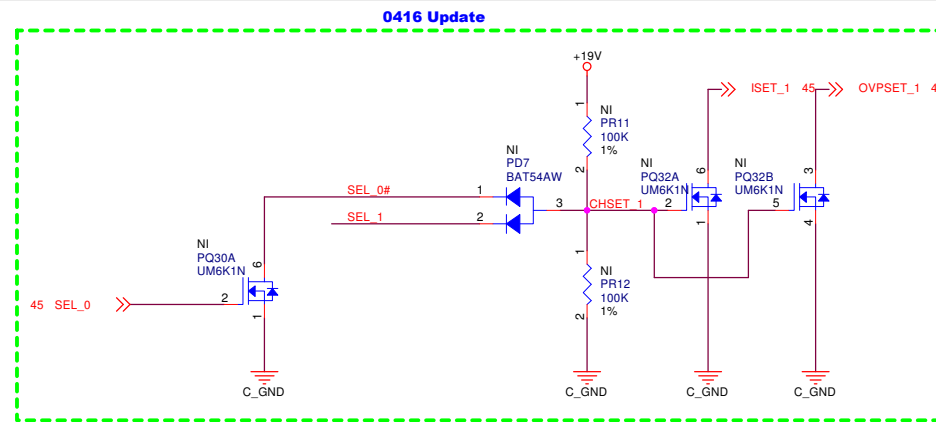 0416 Update
+19V
1
NI
PR11
100K
1%
2
ISET_1 45
OVPSET_1 4
NI
PD7
BAT54AW
SEL_0#
1
SEL_1
2
3
CHSET_1
NI
PQ32A
UM6K1N
6
2
1
NI
PQ32B
UM6K1N
3
5
4
NI
PQ30A
UM6K1N
6
45 SEL_0
2
1
1
NI
PR12
100K
1%
2
C_GND
C_GND
C_GND
C_GND